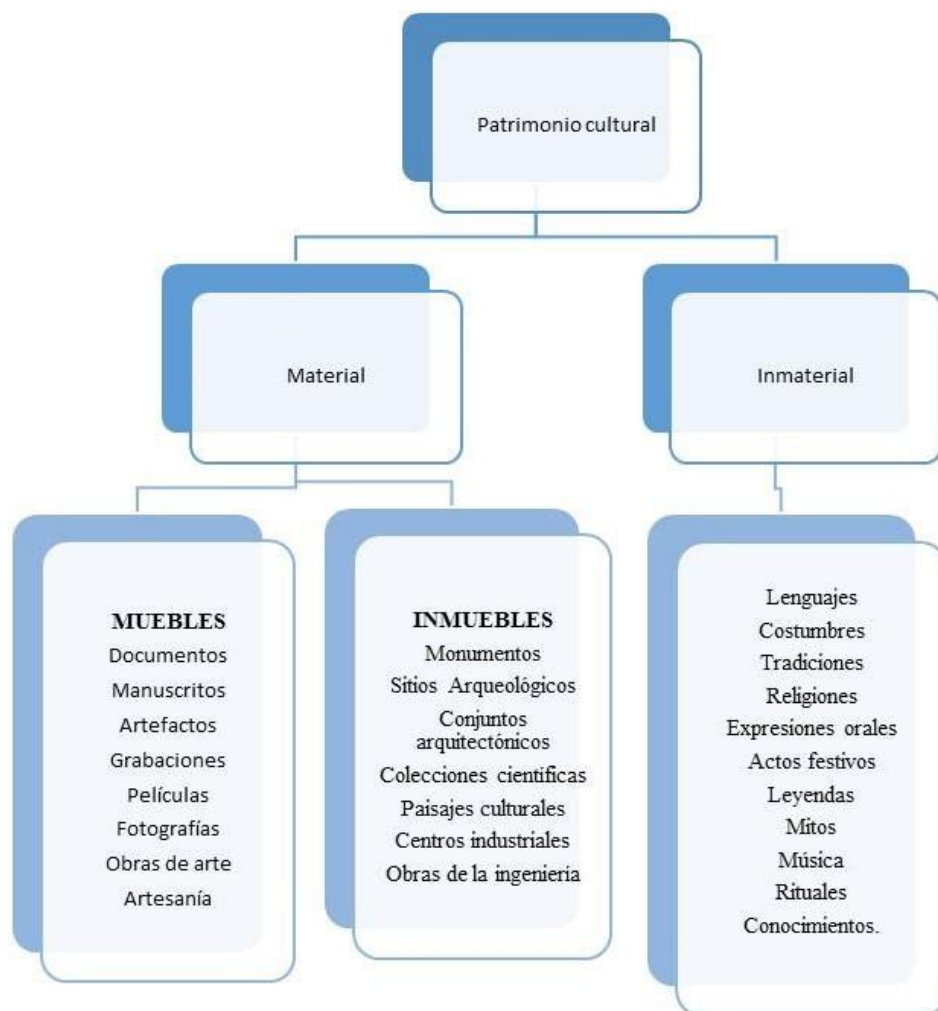 Patrimonio cultural
Material
Inmaterial
MUEBLES
Documentos
Manuscritos
Artefactos
Grabaciones
Películas
Fotografías
Obras de arte
Artesanía
INMUEBLES
Monumentos
Sitios Arqueológicos
Conjuntos
arquitectónicos
Colecciones cientificas
Paisajes culturales
Centros industriales
Obras de la ingenieria
Lenguajes
Costumbres
Tradiciones
Religiones
Expresiones orales
Actos festivos
Leyendas
Mitos
Música
Rituales
Conocimientos.